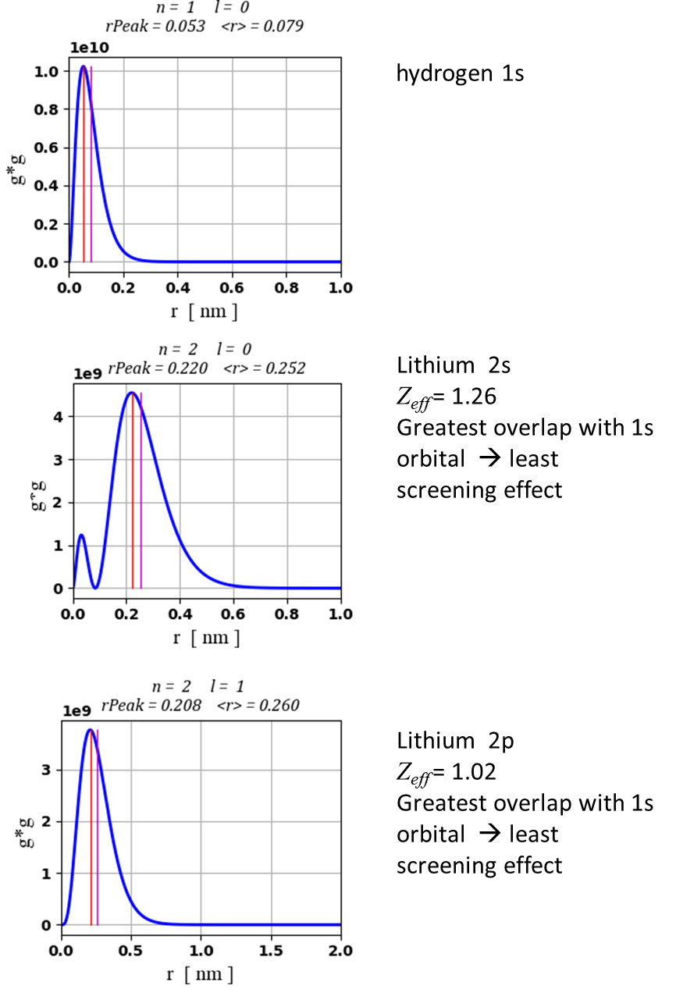 n = 1 l = 0
rPeak = 0.053 <r> = 0.079
1e10
1.0
0.8
0.6
0.4
0.2
0.0
g*g
0.0 0.2 0.4 0.6 0.8 1.0
r [ nm ]
hydrogen 1s
n = 2 l = 0
rPeak = 0.220 <r> = 0.252
1e9
4
3
2
1
0
g*g
0.0 0.2 0.4 0.6 0.8 1.0
r [ nm ]
Lithium 2s
Zeff= 1.26
Greatest overlap with 1s
orbital → least
screening effect
n = 2 l = 1
rPeak = 0.208 <r> = 0.260
1e9
3
2
1
0
g*g
0.0 0.5 1.0 1.5 2.0
r [ nm ]
Lithium 2p
Zeff= 1.02
Greatest overlap with 1s
orbital → least
screening effect